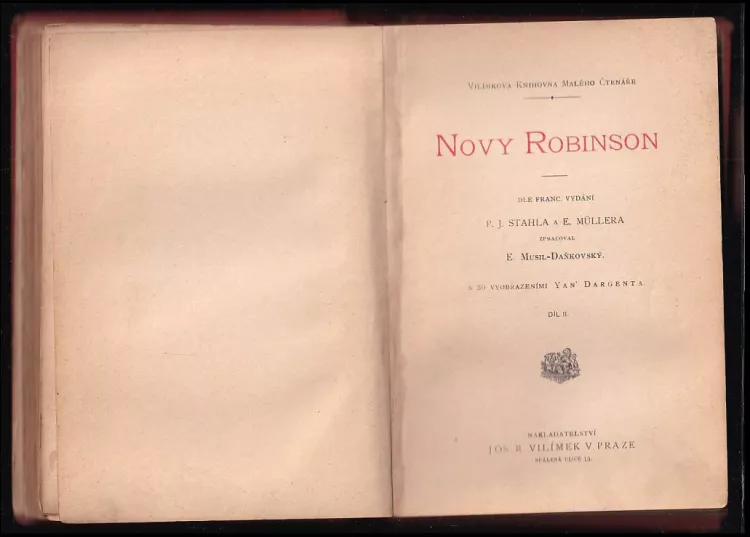 Vilímkova Knihovna Malého Čtenáře
Novy Robinson
DLE FRANC. VYDÁNÍ
P. J. STAHLA A E. MÜLLERA
ZPRACOVAL
E. Musil-Daňkovský.
S 30 VYOBRAZENÍMI Yan' Dargenta.
DÍL II.
NAKLADATELSTVÍ
JOS. R. VILÍMEK V PRAZE
SPÁLENÁ ULICE 13.